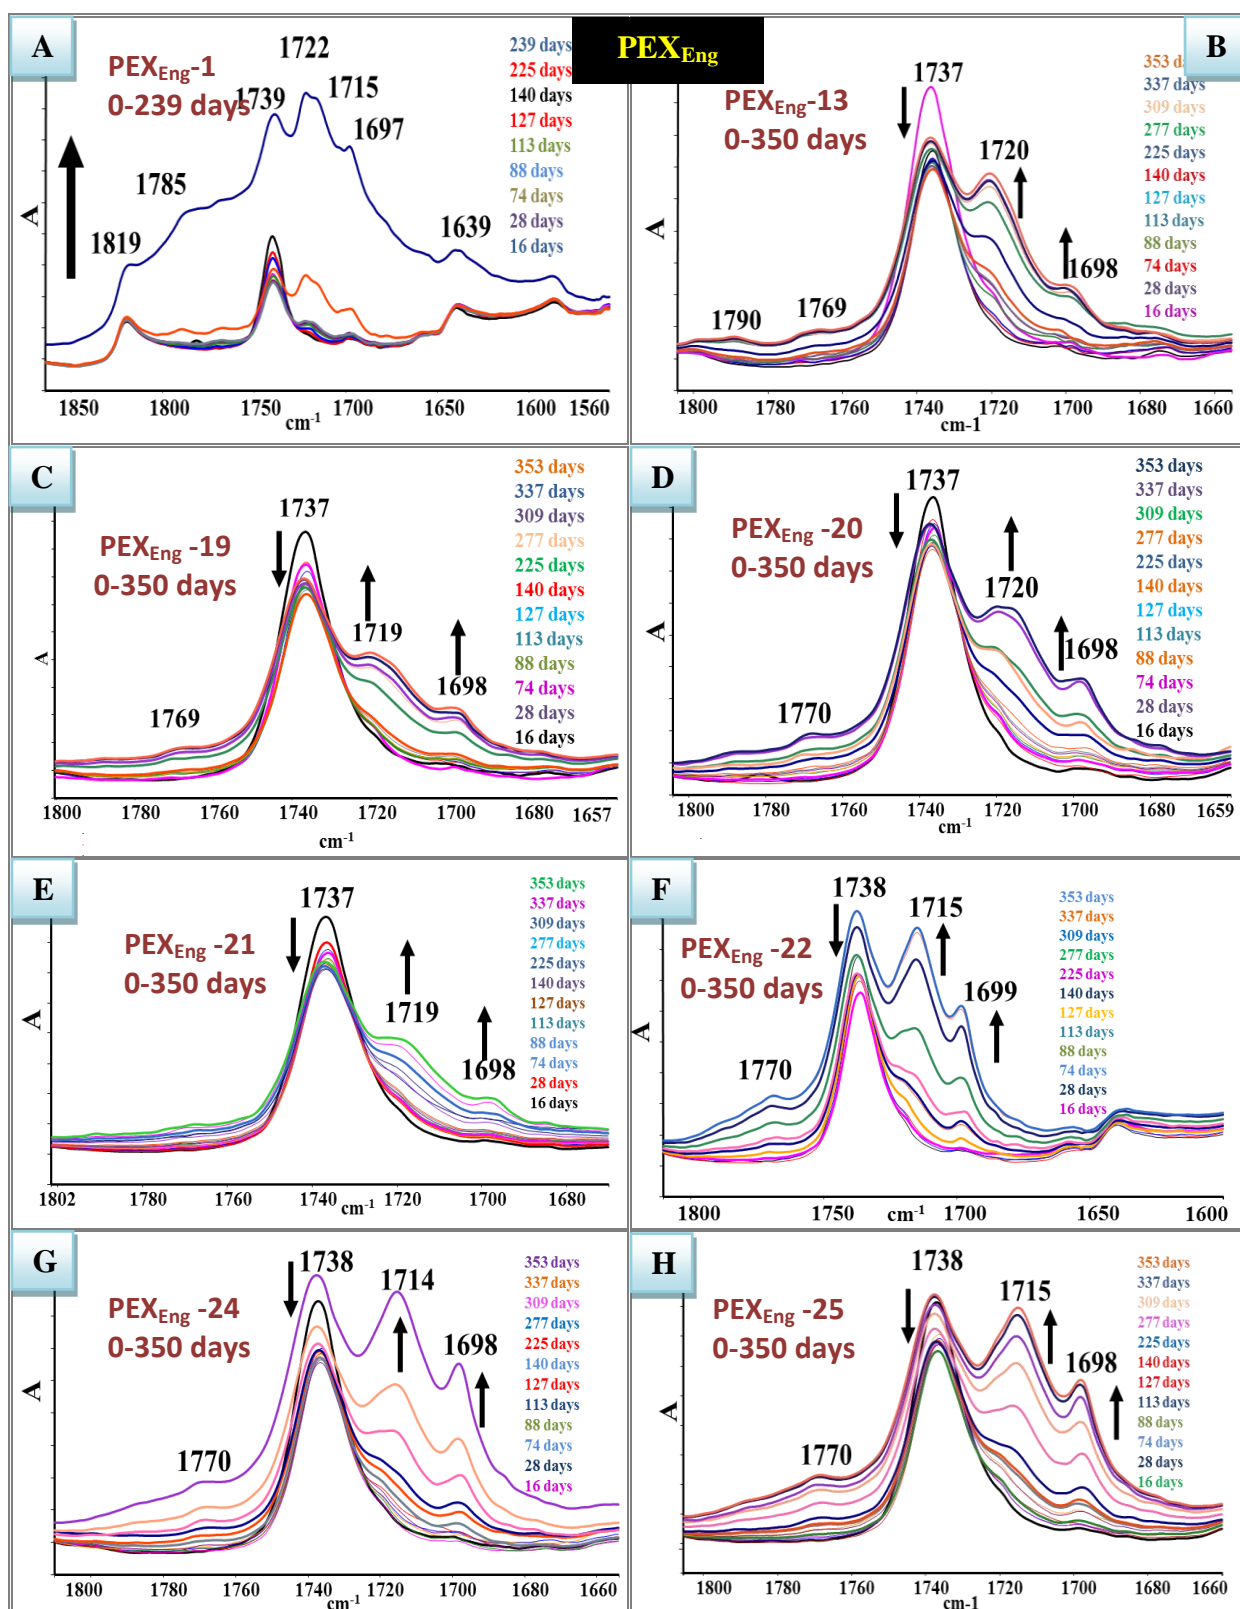 PEXEng
A
PEXEng-1
0-239 days
1722
1739
1715
1697
1785
1819
1639
239 days
225 days
140 days
127 days
113 days
88 days
74 days
28 days
16 days
A
1850 1800 1750 1700 1650 1600 1560
cm-1
B
PEXEng-13
0-350 days
1737
1720
1698
1769
1790
353 da
337 days
309 days
277 days
225 days
140 days
127 days
113 days
88 days
74 days
28 days
16 days
A
1800 1780 1760 1740 1720 1700 1680 1660
cm-1
C
PEXEng -19
0-350 days
1737
1719
1698
1769
353 days
337 days
309 days
277 days
225 days
140 days
127 days
113 days
88 days
74 days
28 days
16 days
A
1800 1780 1760 1740 1720 1700 1680 1657
cm-1
D
PEXEng -20
0-350 days
1737
1720
1698
1770
353 days
337 days
309 days
277 days
225 days
140 days
127 days
113 days
88 days
74 days
28 days
16 days
A
1800 1780 1760 1740 1720 1700 1680 1659
cm-1
E
PEXEng -21
0-350 days
1737
1719
1698
353 days
337 days
309 days
277 days
225 days
140 days
127 days
113 days
88 days
74 days
28 days
16 days
A
1802 1780 1760 1740 1720 1700 1680
cm-1
F
PEXEng -22
0-350 days
1738
1715
1699
1770
353 days
337 days
309 days
277 days
225 days
140 days
127 days
113 days
88 days
74 days
28 days
16 days
A
1800 1750 1700 1650 1600
cm-1
G
PEXEng -24
0-350 days
1738
1714
1698
1770
353 days
337 days
309 days
277 days
225 days
140 days
127 days
113 days
88 days
74 days
28 days
16 days
A
1800 1780 1760 1740 1720 1700 1680 1660
cm-1
H
PEXEng -25
0-350 days
1738
1715
1698
1770
353 days
337 days
309 days
277 days
225 days
140 days
127 days
113 days
88 days
74 days
28 days
16 days
A
1800 1780 1760 1740 1720 1700 1680 1660
cm-1